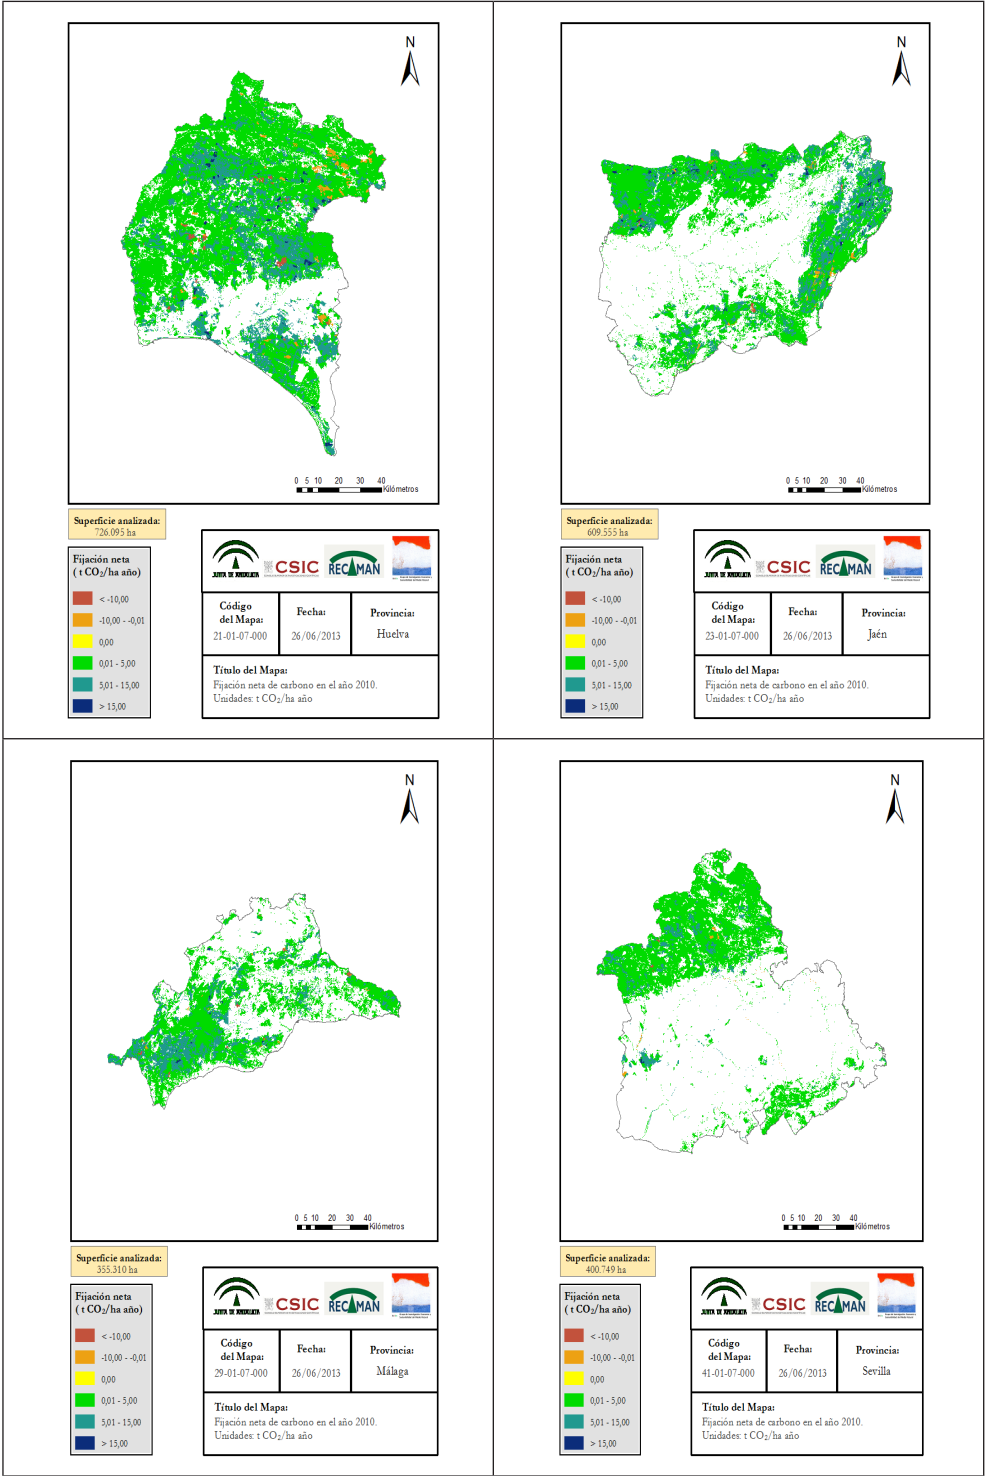 N
0 5 10 20 30 40
Kilómetros
Superficie analizada:
726.095 ha
Fijación neta
( t CO₂/ha año)
< -10,00
-10,00 - -0,01
0,00
0,01 - 5,00
5,01 - 15,00
> 15,00
JUNTA DE ANDALUCIA
CSIC
RECAMAN
Código
del Mapa:
21-01-07-000
Fecha:
26/06/2013
Provincia:
Huelva
Título del Mapa:
Fijación neta de carbono en el año 2010.
Unidades: t CO₂/ha año
N
0 5 10 20 30 40
Kilómetros
Superficie analizada:
609.555 ha
Fijación neta
( t CO₂/ha año)
< -10,00
-10,00 - -0,01
0,00
0,01 - 5,00
5,01 - 15,00
> 15,00
JUNTA DE ANDALUCIA
CSIC
RECAMAN
Código
del Mapa:
23-01-07-000
Fecha:
26/06/2013
Provincia:
Jaén
Título del Mapa:
Fijación neta de carbono en el año 2010.
Unidades: t CO₂/ha año
N
0 5 10 20 30 40
Kilómetros
Superficie analizada:
355.310 ha
Fijación neta
( t CO₂/ha año)
< -10,00
-10,00 - -0,01
0,00
0,01 - 5,00
5,01 - 15,00
> 15,00
JUNTA DE ANDALUCIA
CSIC
RECAMAN
Código
del Mapa:
29-01-07-000
Fecha:
26/06/2013
Provincia:
Málaga
Título del Mapa:
Fijación neta de carbono en el año 2010.
Unidades: t CO₂/ha año
N
0 5 10 20 30 40
Kilómetros
Superficie analizada:
400.749 ha
Fijación neta
( t CO₂/ha año)
< -10,00
-10,00 - -0,01
0,00
0,01 - 5,00
5,01 - 15,00
> 15,00
JUNTA DE ANDALUCIA
CSIC
RECAMAN
Código
del Mapa:
41-01-07-000
Fecha:
26/06/2013
Provincia:
Sevilla
Título del Mapa:
Fijación neta de carbono en el año 2010.
Unidades: t CO₂/ha año